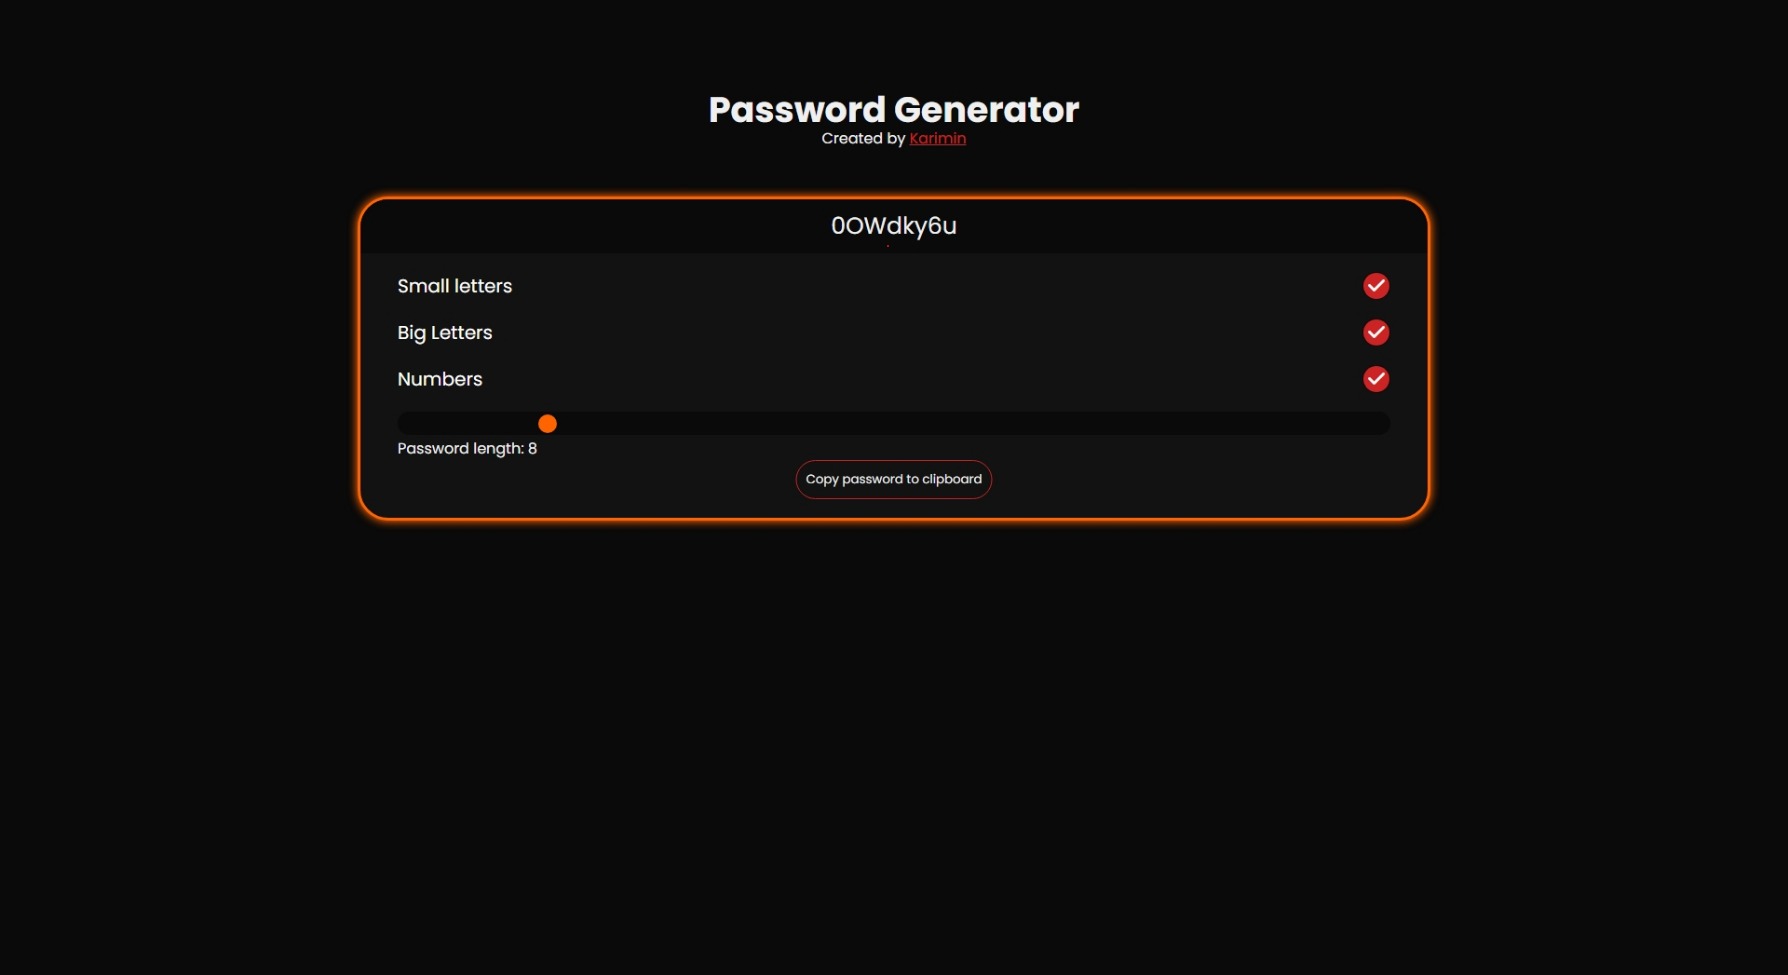 Password Generator
Created by Karimin
0OWdky6u
Small letters
Big Letters
Numbers
Password length: 8
Copy password to clipboard